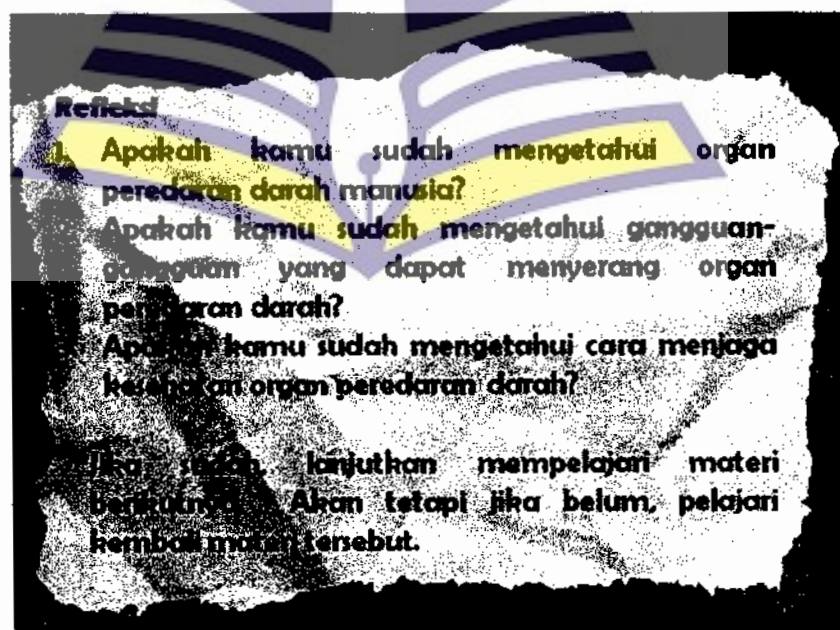 Refleksi
1. Apakah kamu sudah mengetahui organ
peredaran darah manusia?
Apakah kamu sudah mengetahui gangguan-
gangguan yang dapat menyerang organ
peredaran darah?
Apakah kamu sudah mengetahui cara menjaga
kesehatan organ peredaran darah?
Jika sudah, lanjutkan mempelajari materi
berikutnya. Akan tetapi jika belum, pelajari
kembali materi tersebut.